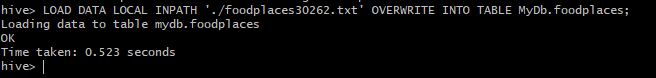 hive> LOAD DATA LOCAL INPATH './foodplaces30262.txt' OVERWRITE INTO TABLE MyDb.foodplaces;
Loading data to table mydb.foodplaces
OK
Time taken: 0.523 seconds
hive>